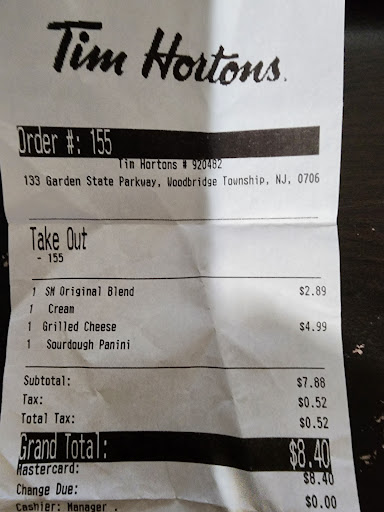 Tim Hortons.
Order #: 155
Tim Hortons # 920482
133 Garden State Parkway, Woodbridge Township, NJ, 0706
Take Out
- 155
1 SM Original Blend $2.89
1 Cream
1 Grilled Cheese $4.99
1 Sourdough Panini
Subtotal: $7.88
Tax: $0.52
Total Tax: $0.52
Grand Total: $8.40
Mastercard: $8.40
Change Due: $0.00
Cashier: Manager .